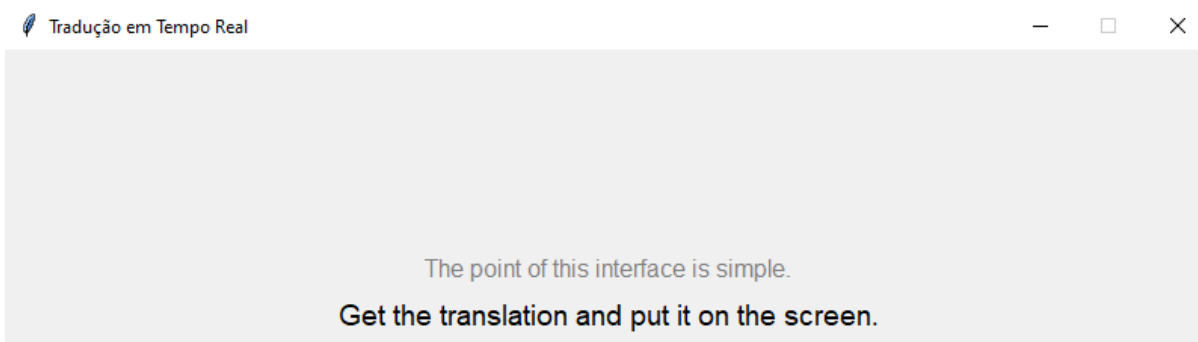 Tradução em Tempo Real
The point of this interface is simple.
Get the translation and put it on the screen.